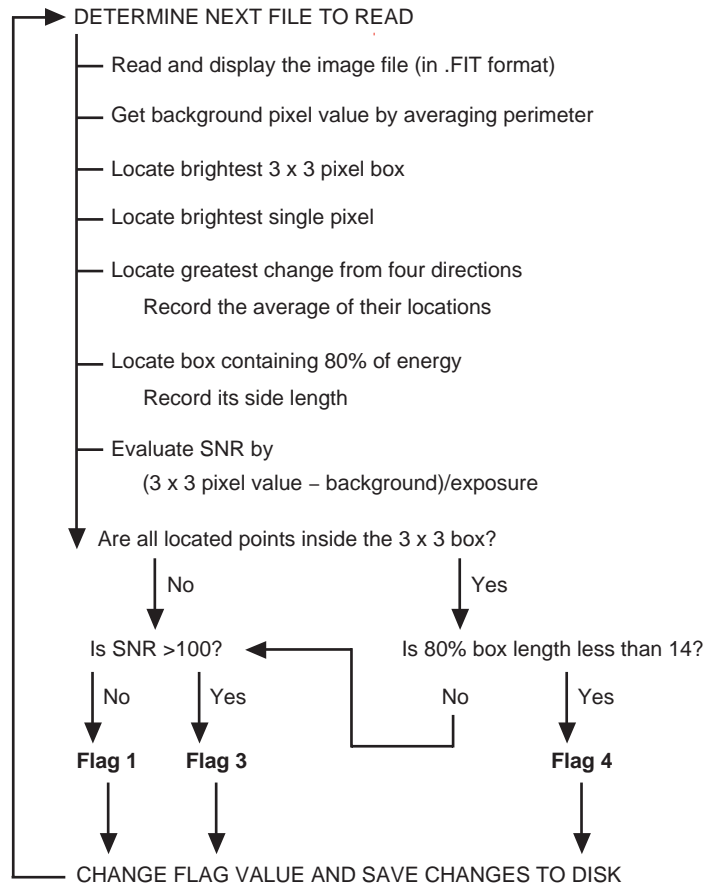 DETERMINE NEXT FILE TO READ
Read and display the image file (in .FIT format)
Get background pixel value by averaging perimeter
Locate brightest 3 x 3 pixel box
Locate brightest single pixel
Locate greatest change from four directions
Record the average of their locations
Locate box containing 80% of energy
Record its side length
Evaluate SNR by
(3 x 3 pixel value – background)/exposure
Are all located points inside the 3 x 3 box?
No
Yes
Is SNR >100?
Is 80% box length less than 14?
No
Yes
No
Yes
Flag 1
Flag 3
Flag 4
CHANGE FLAG VALUE AND SAVE CHANGES TO DISK